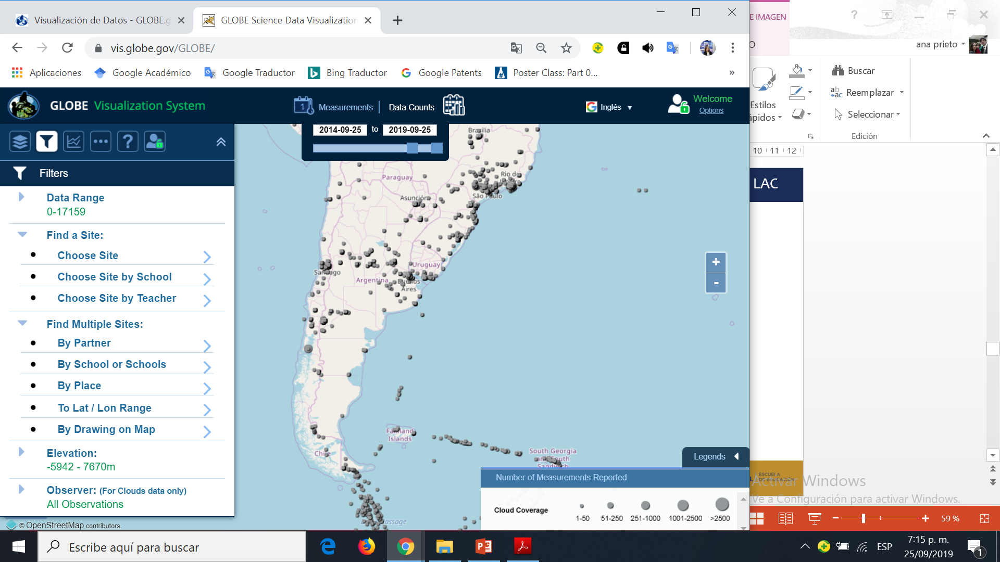 Visualización de Datos - GLOBE.g
GLOBE Science Data Visualization
E IMAGEN
ana prieto
vis.globe.gov/GLOBE/
Aplicaciones
Google Académico
Google Traductor
Bing Traductor
Google Patents
Poster Class: Part 0...
»
Buscar
Reemplazar
Seleccionar
Estilos
ápidos
Edición
GLOBE Visualization System
Measurements
Data Counts
Inglés
Welcome
Options
2014-09-25 to 2019-09-25
Filters
Data Range
0-17159
Find a Site:
Choose Site
Choose Site by School
Choose Site by Teacher
Find Multiple Sites:
By Partner
By School or Schools
By Place
To Lat / Lon Range
By Drawing on Map
Elevation:
-5942 - 7670m
Observer: (For Clouds data only)
All Observations
© OpenStreetMap contributors.
Brasília
Paraguay
Rio d
Asunción
São Paulo
Uruguay
Santiago
Argentina
Buenos
Aires
Falkland
Islands
Chile
South Georgia
and South
Sandwich
assage
+
-
Legends
Number of Measurements Reported
Cloud Coverage
1-50 51-250 251-1000 1001-2500 >2500
10 11 12
LAC
ESCUELA
DE EDUCACIÓN
Activar Windows
Ve a Configuración para activar Windows.
59 %
Escribe aquí para buscar
ESP
7:15 p. m.
25/09/2019
1